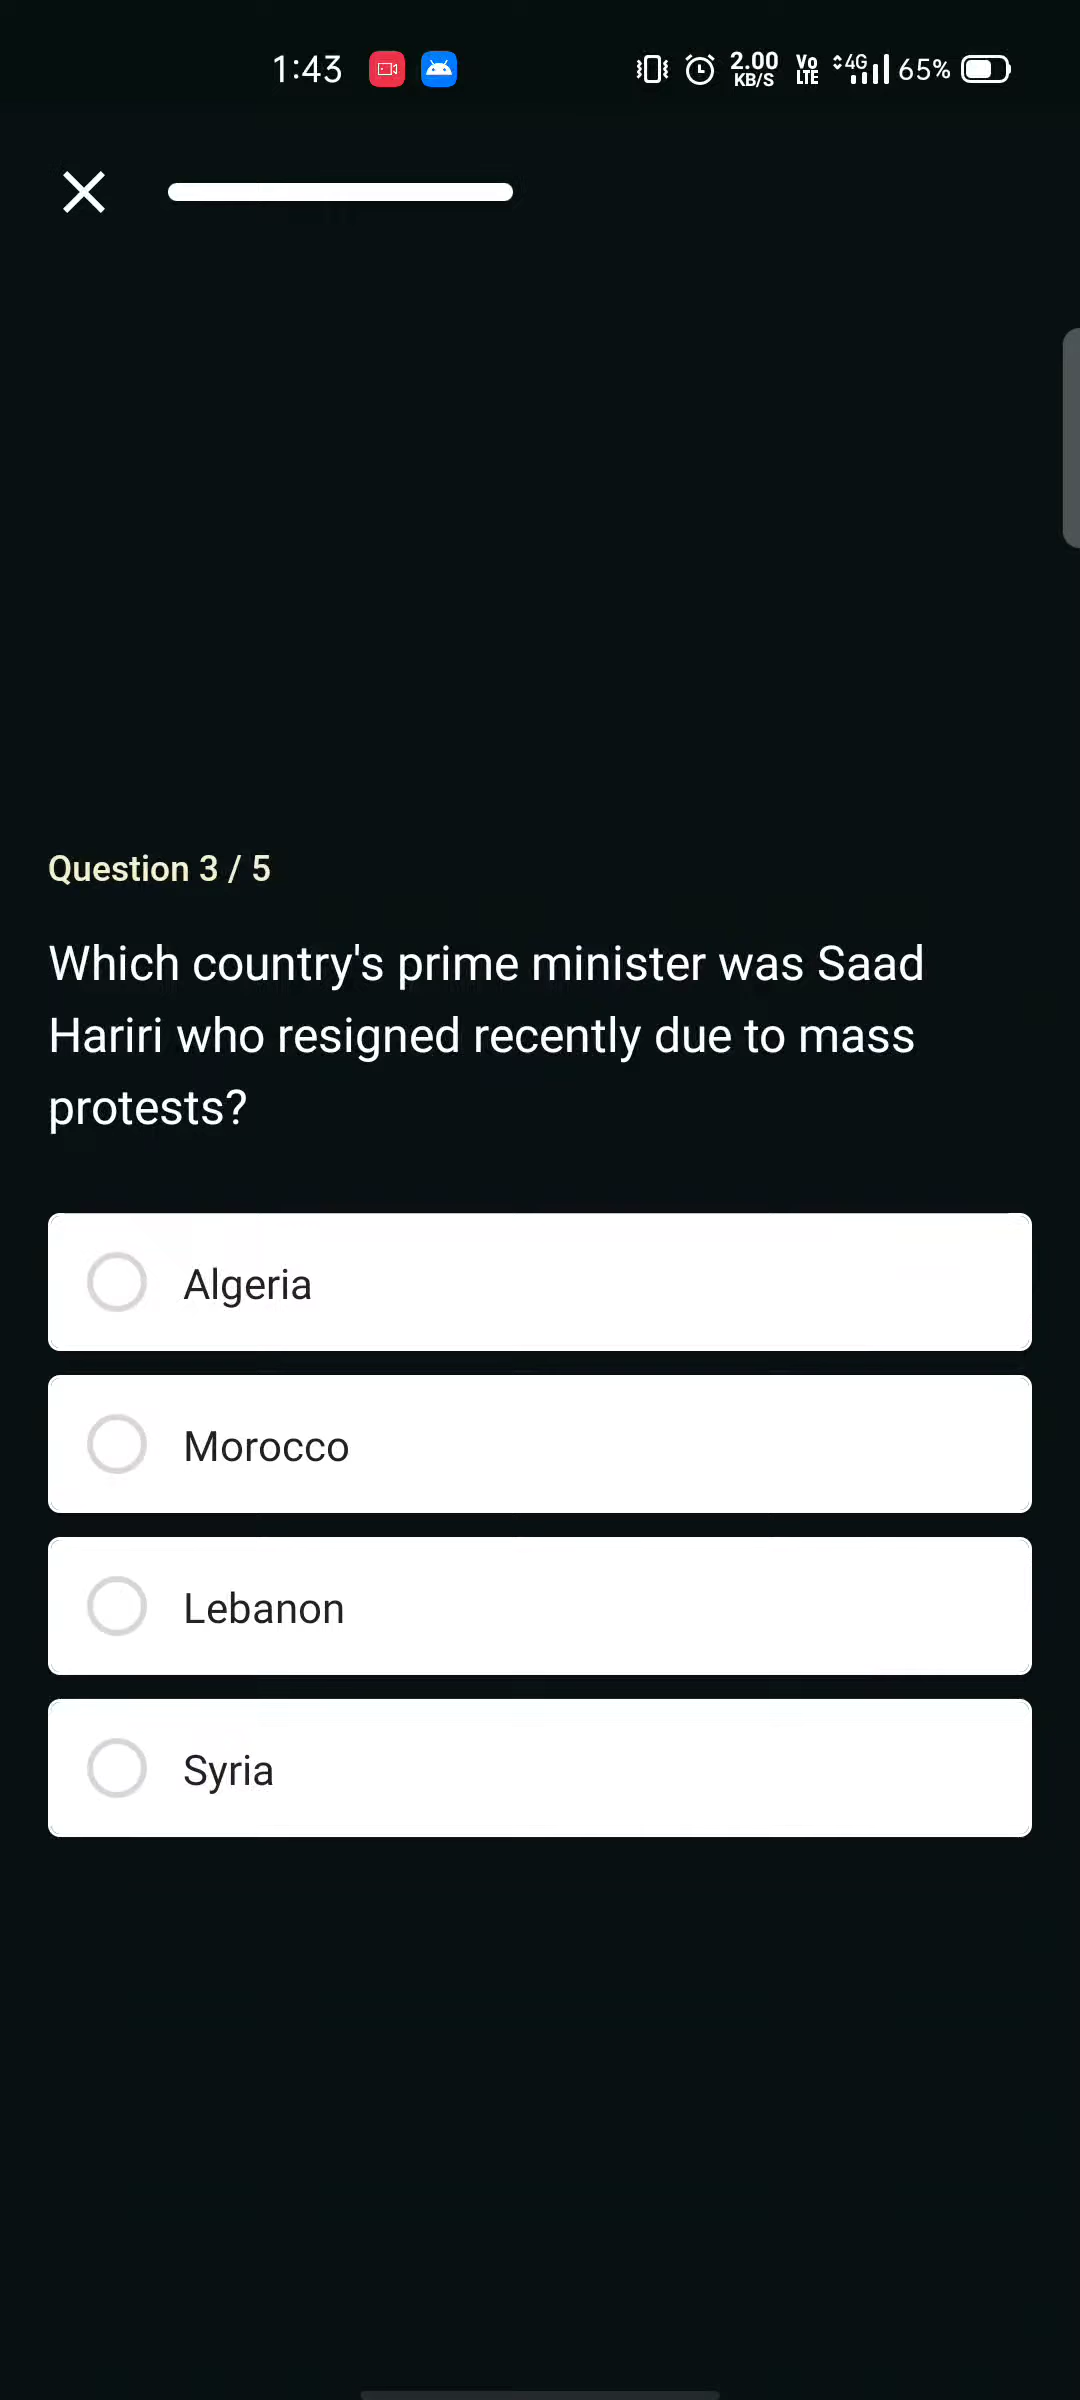 1:43 2.00 KB/S Vo LTE 4G 65%
Question 3 / 5
Which country's prime minister was Saad
Hariri who resigned recently due to mass
protests?
Algeria
Morocco
Lebanon
Syria